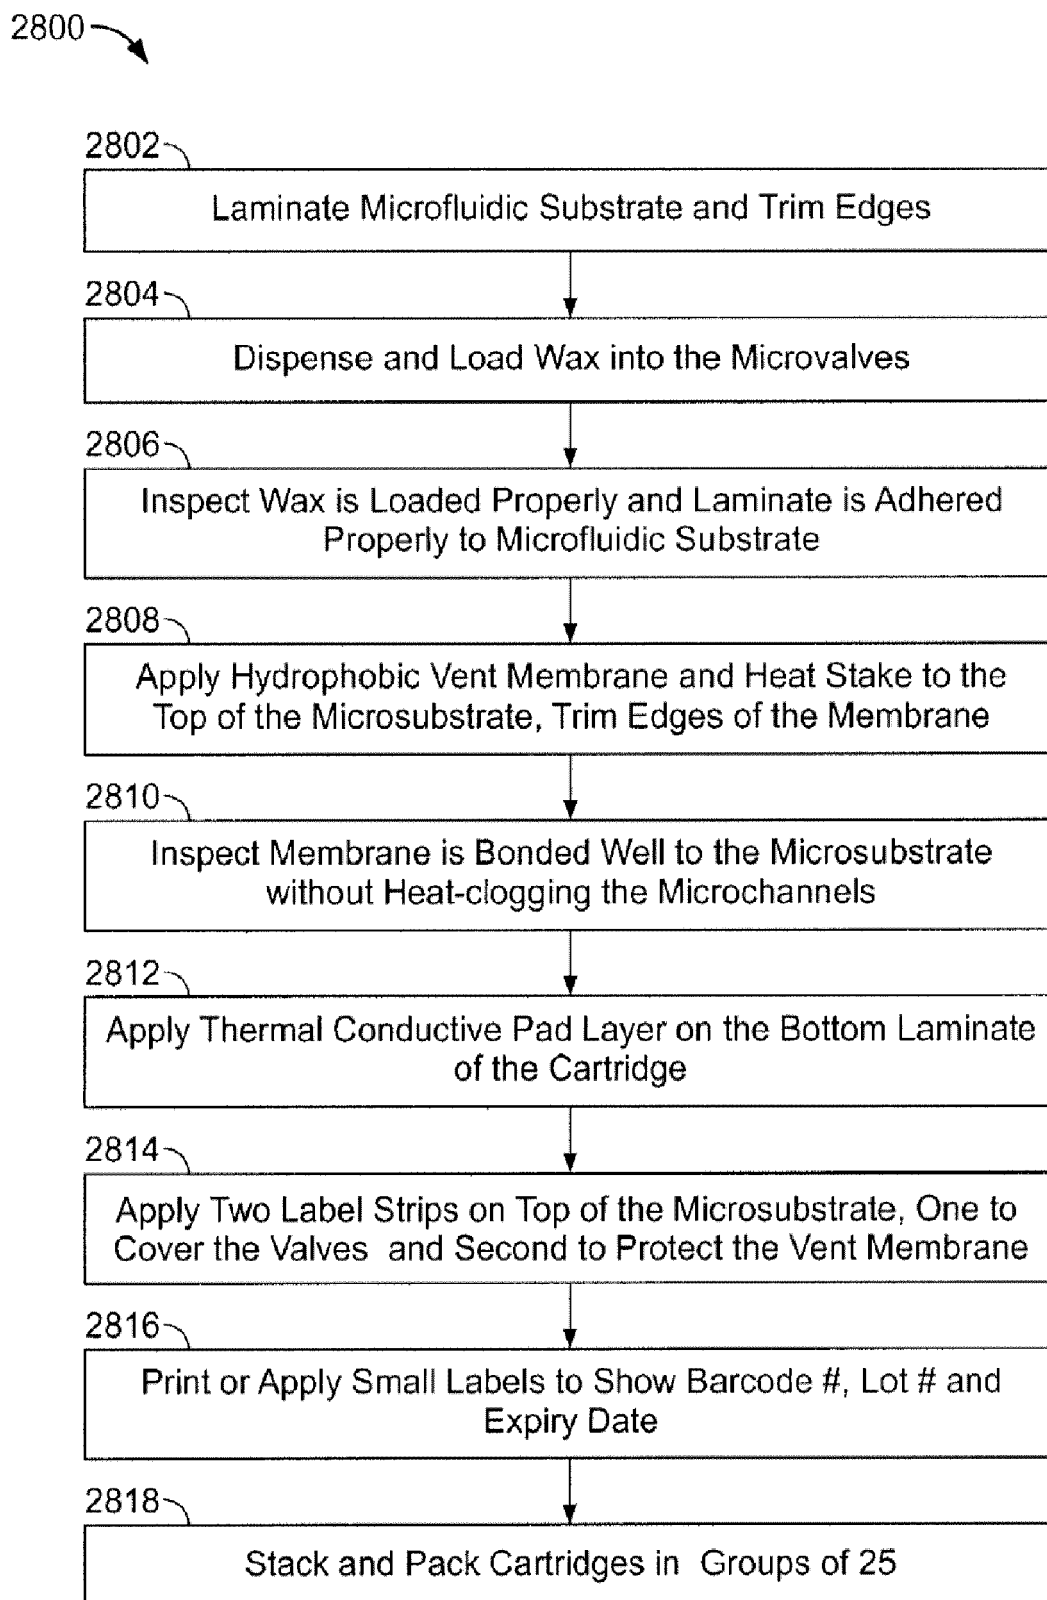 2800
2802
Laminate Microfluidic Substrate and Trim Edges
2804
Dispense and Load Wax into the Microvalves
2806
Inspect Wax is Loaded Properly and Laminate is Adhered
Properly to Microfluidic Substrate
2808
Apply Hydrophobic Vent Membrane and Heat Stake to the
Top of the Microsubstrate, Trim Edges of the Membrane
2810
Inspect Membrane is Bonded Well to the Microsubstrate
without Heat-clogging the Microchannels
2812
Apply Thermal Conductive Pad Layer on the Bottom Laminate
of the Cartridge
2814
Apply Two Label Strips on Top of the Microsubstrate, One to
Cover the Valves and Second to Protect the Vent Membrane
2816
Print or Apply Small Labels to Show Barcode #, Lot # and
Expiry Date
2818
Stack and Pack Cartridges in Groups of 25